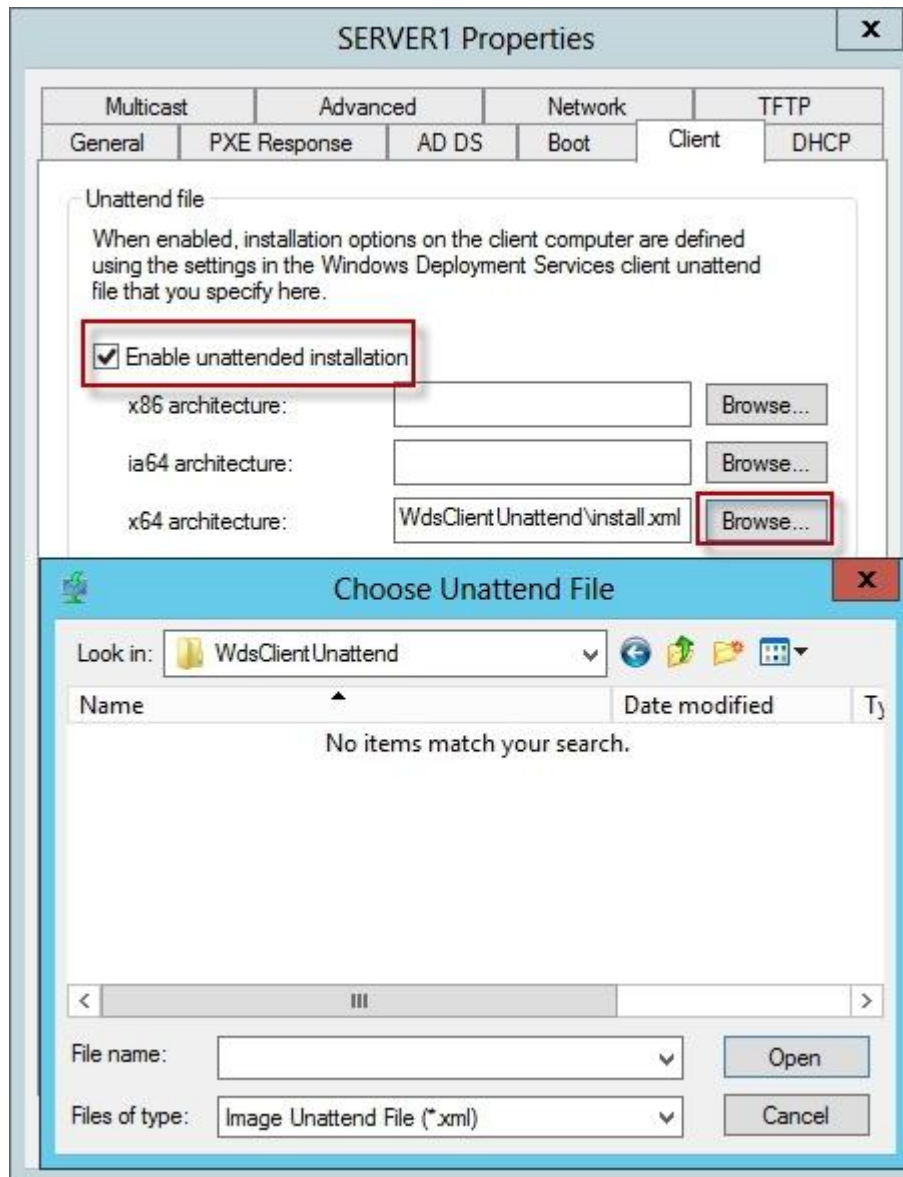 SERVER1 Properties
x
Multicast Advanced Network TFTP
General PXE Response AD DS Boot Client DHCP
Unattend file
When enabled, installation options on the client computer are defined
using the settings in the Windows Deployment Services client unattend
file that you specify here.
Enable unattended installation
x86 architecture: Browse...
ia64 architecture: Browse...
x64 architecture: WdsClientUnattend\install.xml Browse...
Choose Unattend File
x
Look in: WdsClientUnattend
Name Date modified Ty
No items match your search.
File name: Open
Files of type: Image Unattend File (*.xml) Cancel